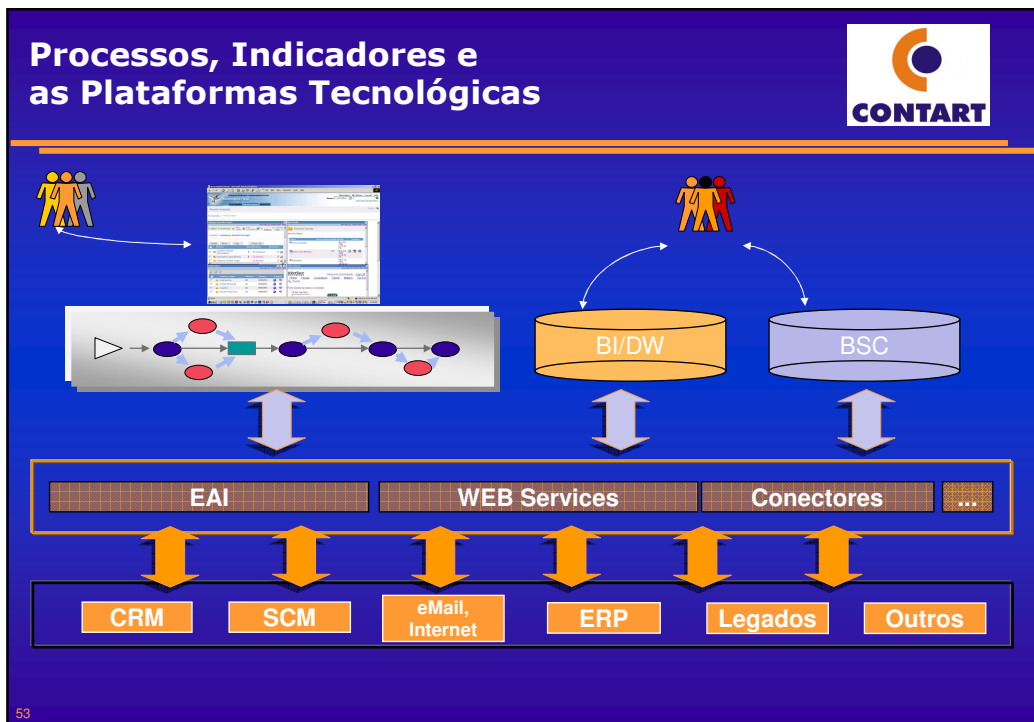 Processos, Indicadores e
as Plataformas Tecnológicas
CONTART
BI/DW
BSC
EAI
WEB Services
Conectores
...
CRM
SCM
eMail,
Internet
ERP
Legados
Outros
53